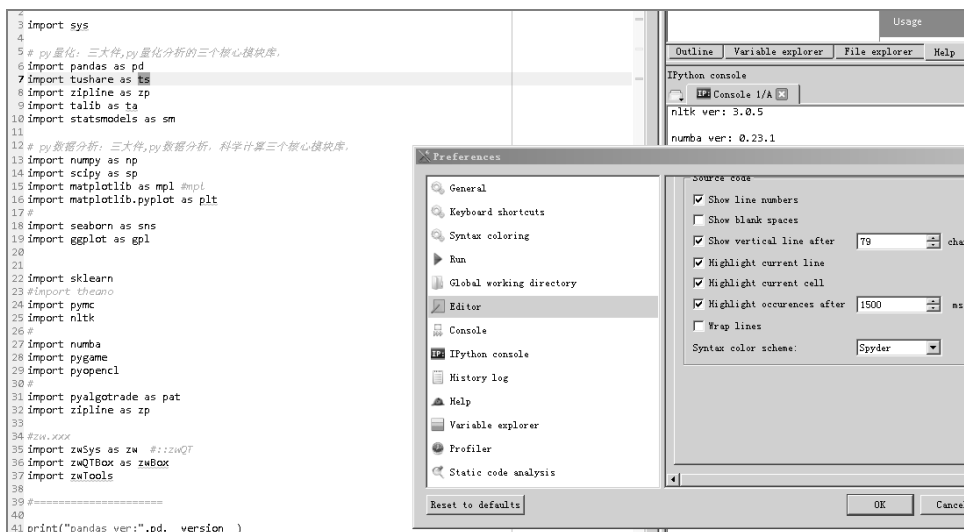 3 import sys
4
5 # py量化：三大件,py量化分析的三个核心模块库.
6 import pandas as pd
7 import tushare as ts
8 import zipline as zp
9 import talib as ta
10 import statsmodels as sm
11
12 # py数据分析：三大件,py数据分析．科学计算三个核心模块库．
13 import numpy as np
14 import scipy as sp
15 import matplotlib as mpl #mpl
16 import matplotlib.pyplot as plt
17 #
18 import seaborn as sns
19 import ggplot as gpl
20
21
22 import sklearn
23 #import theano
24 import pymc
25 import nltk
26 #
27 import numba
28 import pygame
29 import pyopencl
30 #
31 import pyalgotrade as pat
32 import zipline as zp
33
34 #zw.xxx
35 import zwSys as zw #::zwQT
36 import zwQTBox as zwBox
37 import zwTools
38
39 #=====================
40
41 print("pandas ver:",pd.__version__)
Usage
Outline Variable explorer File explorer Help
IPython console
IP: Console 1/A
nltk ver: 3.0.5
numba ver: 0.23.1
Preferences
General
Keyboard shortcuts
Syntax coloring
Run
Global working directory
Editor
Console
IP: IPython console
History log
Help
Variable explorer
Profiler
Static code analysis
Source code
Show line numbers
Show blank spaces
Show vertical line after 79
Highlight current line
Highlight current cell
Highlight occurences after 1500 ms
Wrap lines
Syntax color scheme: Spyder
Reset to defaults
OK Cancel